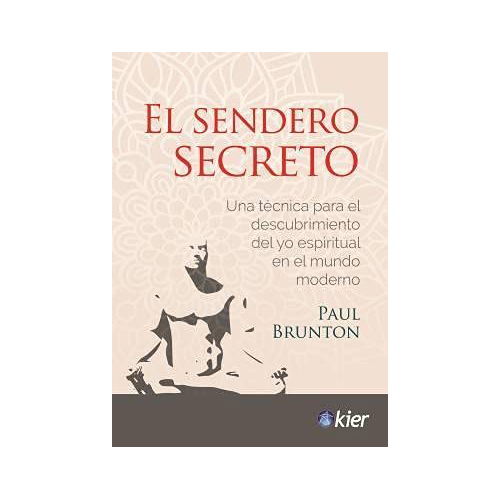 EL SENDERO
SECRETO
Una técnica para el
descubrimiento
del yo espiritual
en el mundo
moderno
PAUL
BRUNTON
kier